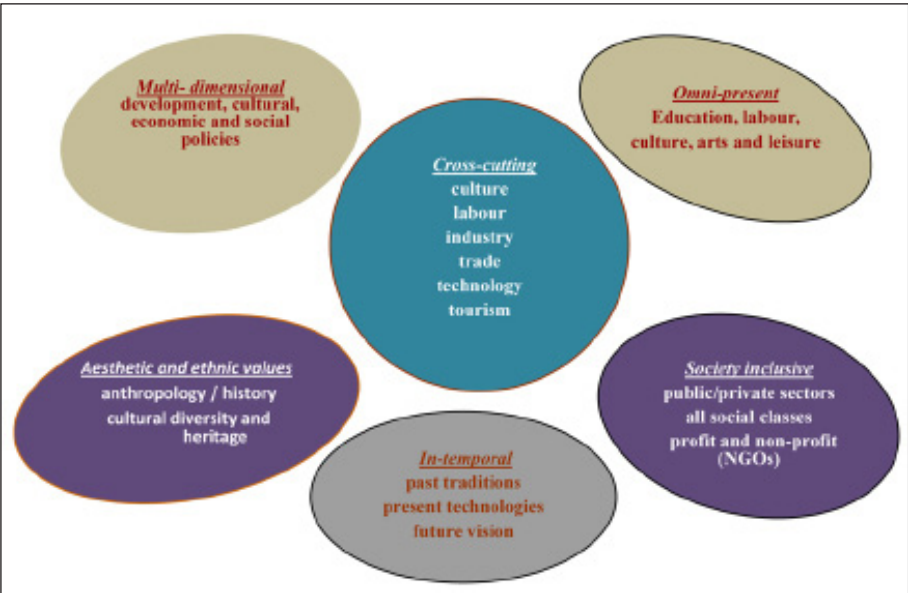 Multi- dimensional
development, cultural,
economic and social
policies
Omni-present
Education, labour,
culture, arts and leisure
Cross-cutting
culture
labour
industry
trade
technology
tourism
Aesthetic and ethnic values
anthropology / history
cultural diversity and
heritage
Society inclusive
public/private sectors
all social classes
profit and non-profit
(NGOs)
In-temporal
past traditions
present technologies
future vision